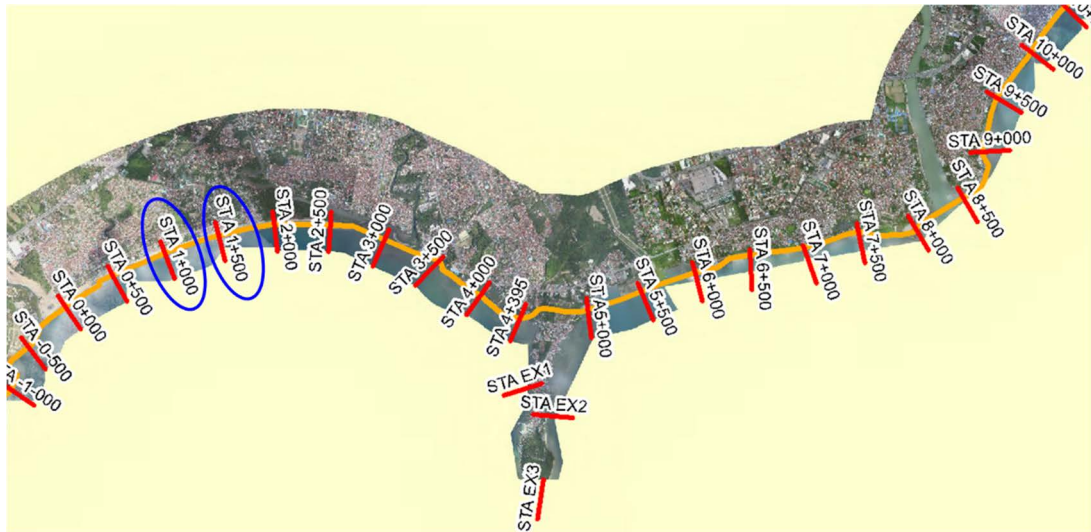 STA -1-000
STA -0-500
STA 0+000
STA 0+500
STA 1+000
STA 1+500
STA 2+000
STA 2+500
STA 3+000
STA 3+500
STA 4+000
STA 4+395
STA EX1
STA EX2
STA EX3
STA 5+000
STA 5+500
STA 6+000
STA 6+500
STA 7+000
STA 7+500
STA 8+000
STA 8+500
STA 9+000
STA 9+500
STA 10+000